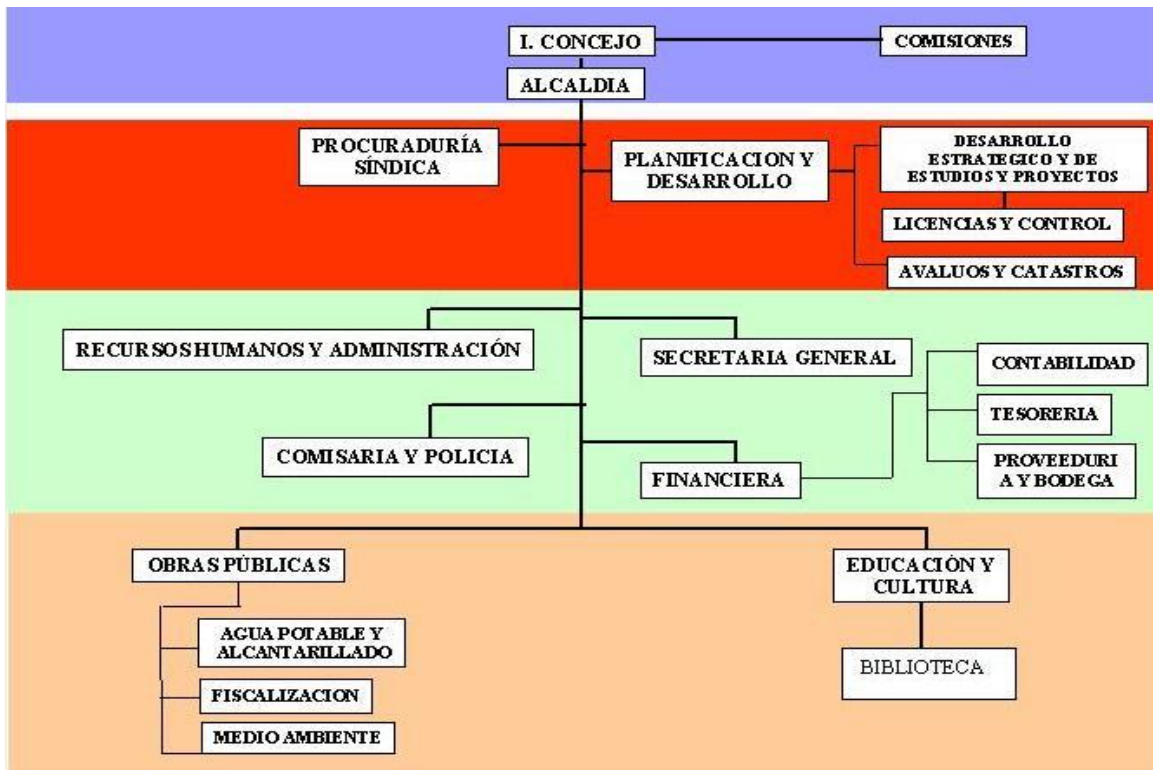 I. CONCEJO
COMISIONES
ALCALDIA
PROCURADURÍA
SÍNDICA
PLANIFICACION Y
DESARROLLO
DESARROLLO
ESTRATEGICO Y DE
ESTUDIOS Y PROYECTOS
LICENCIAS Y CONTROL
AVALUOS Y CATASTROS
RECURSOS HUMANOS Y ADMINISTRACIÓN
SECRETARIA GENERAL
CONTABILIDAD
TESORERIA
COMISARIA Y POLICIA
FINANCIERA
PROVEEDURI
A Y BODEGA
OBRAS PÚBLICAS
EDUCACIÓN Y
CULTURA
AGUA POTABLE Y
ALCANTARILLADO
BIBLIOTECA
FISCALIZACION
MEDIO AMBIENTE